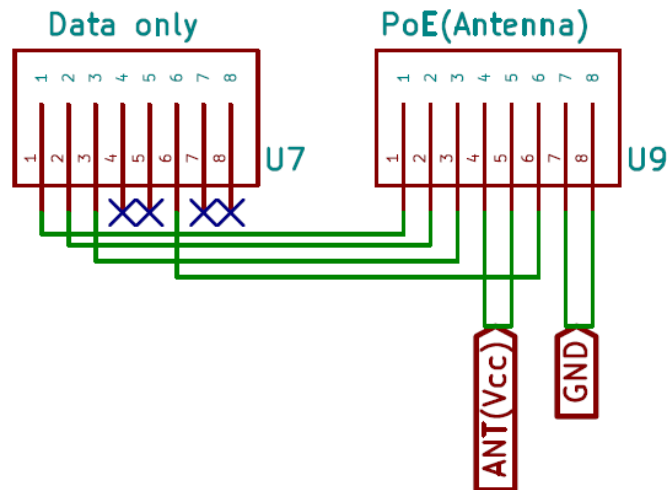 Data only
PoE(Antenna)
1 2 3 4 5 6 7 8
1 2 3 4 5 6 7 8
1 2 3 4 5 6 7 8
U7
1 2 3 4 5 6 7 8
U9
ANT(Vcc)
GND